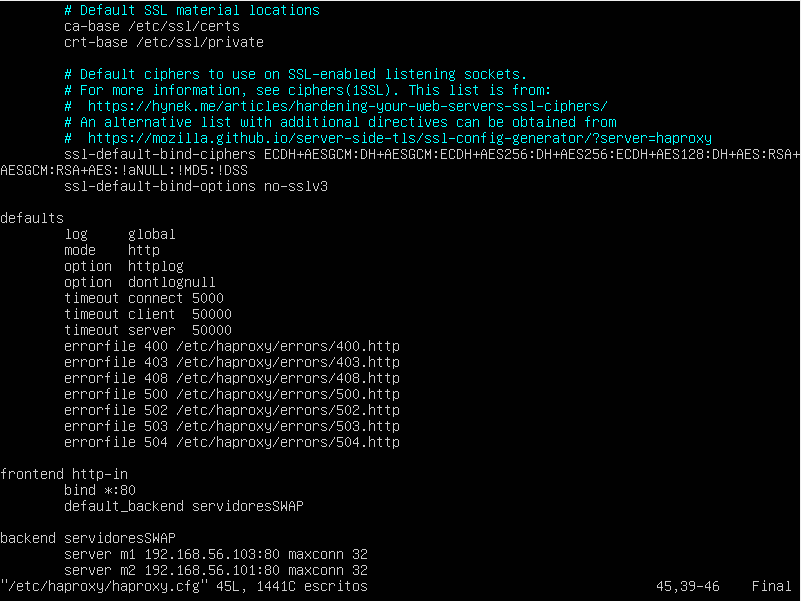 # Default SSL material locations
ca-base /etc/ssl/certs
crt-base /etc/ssl/private
# Default ciphers to use on SSL-enabled listening sockets.
# For more information, see ciphers(1SSL). This list is from:
#  https://hynek.me/articles/hardening-your-web-servers-ssl-ciphers/
# An alternative list with additional directives can be obtained from
#  https://mozilla.github.io/server-side-tls/ssl-config-generator/?server=haproxy
ssl-default-bind-ciphers ECDH+AESGCM:DH+AESGCM:ECDH+AES256:DH+AES256:ECDH+AES128:DH+AES:RSA+
AESGCM:RSA+AES:!aNULL:!MD5:!DSS
ssl-default-bind-options no-sslv3
defaults
log     global
mode    http
option  httplog
option  dontlognull
timeout connect 5000
timeout client  50000
timeout server  50000
errorfile 400 /etc/haproxy/errors/400.http
errorfile 403 /etc/haproxy/errors/403.http
errorfile 408 /etc/haproxy/errors/408.http
errorfile 500 /etc/haproxy/errors/500.http
errorfile 502 /etc/haproxy/errors/502.http
errorfile 503 /etc/haproxy/errors/503.http
errorfile 504 /etc/haproxy/errors/504.http
frontend http-in
bind *:80
default_backend servidoresSWAP
backend servidoresSWAP
server m1 192.168.56.103:80 maxconn 32
server m2 192.168.56.101:80 maxconn 32
"/etc/haproxy/haproxy.cfg" 45L, 1441C escritos 45,39-46 Final